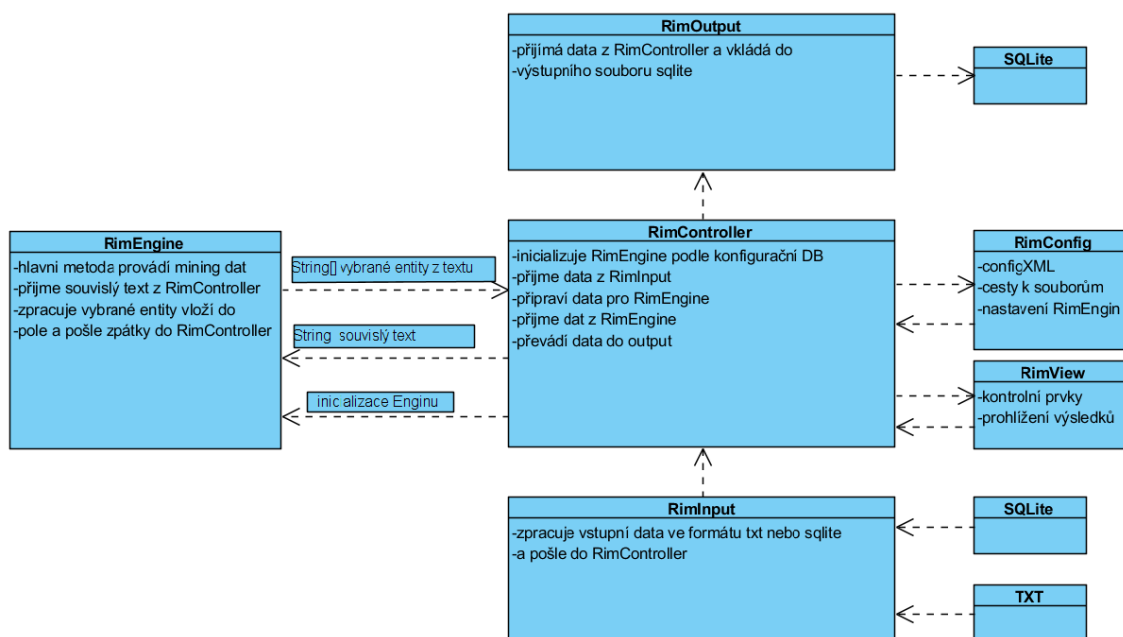 RimOutput
-přijímá data z RimController a vkládá do
-výstupního souboru sqlite
SQLite
RimEngine
-hlavni metoda provádí mining dat
-přijme souvislý text z RimController
-zpracuje vybrané entity vloží do
-pole a pošle zpátky do RimController
String[] vybrané entity z textu
String souvislý text
inicializace Enginu
RimController
-inicializuje RimEngine podle konfigurační DB
-přijme data z RimInput
-připraví data pro RimEngine
-přijme dat z RimEngine
-převádí data do output
RimConfig
-configXML
-cesty k souborům
-nastavení RimEngin
RimView
-kontrolní prvky
-prohlížení výsledků
RimInput
-zpracuje vstupní data ve formátu txt nebo sqlite
-a pošle do RimController
SQLite
TXT